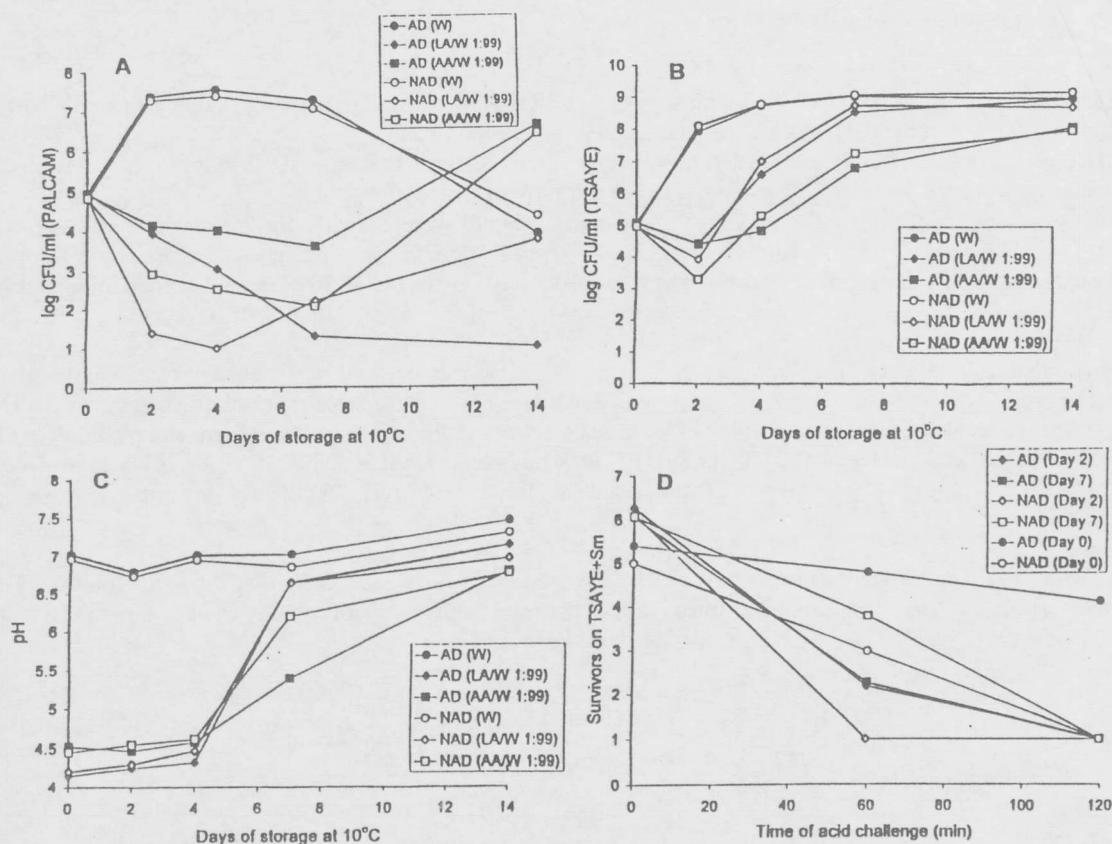 A
AD (W)
AD (LA/W 1:99)
AD (AA/W 1:99)
NAD (W)
NAD (LA/W 1:99)
NAD (AA/W 1:99)
log CFU/ml (PALCAM)
8
7
6
5
4
3
2
1
0
0 2 4 6 8 10 12 14
Days of storage at 10°C
B
log CFU/ml (TSAYE)
10
9
8
7
6
5
4
3
2
1
0
AD (W)
AD (LA/W 1:99)
AD (AA/W 1:99)
NAD (W)
NAD (LA/W 1:99)
NAD (AA/W 1:99)
0 2 4 6 8 10 12 14
Days of storage at 10°C
C
pH
8
7.5
7
6.5
6
5.5
5
4.5
4
AD (W)
AD (LA/W 1:99)
AD (AA/W 1:99)
NAD (W)
NAD (LA/W 1:99)
NAD (AA/W 1:99)
0 2 4 6 8 10 12 14
Days of storage at 10°C
D
AD (Day 2)
AD (Day 7)
NAD (Day 2)
NAD (Day 7)
AD (Day 0)
NAD (Day 0)
Survivors on TSAYE+Sm
7
6
5
4
3
2
1
0
0 20 40 60 80 100 120
Time of acid challenge (min)